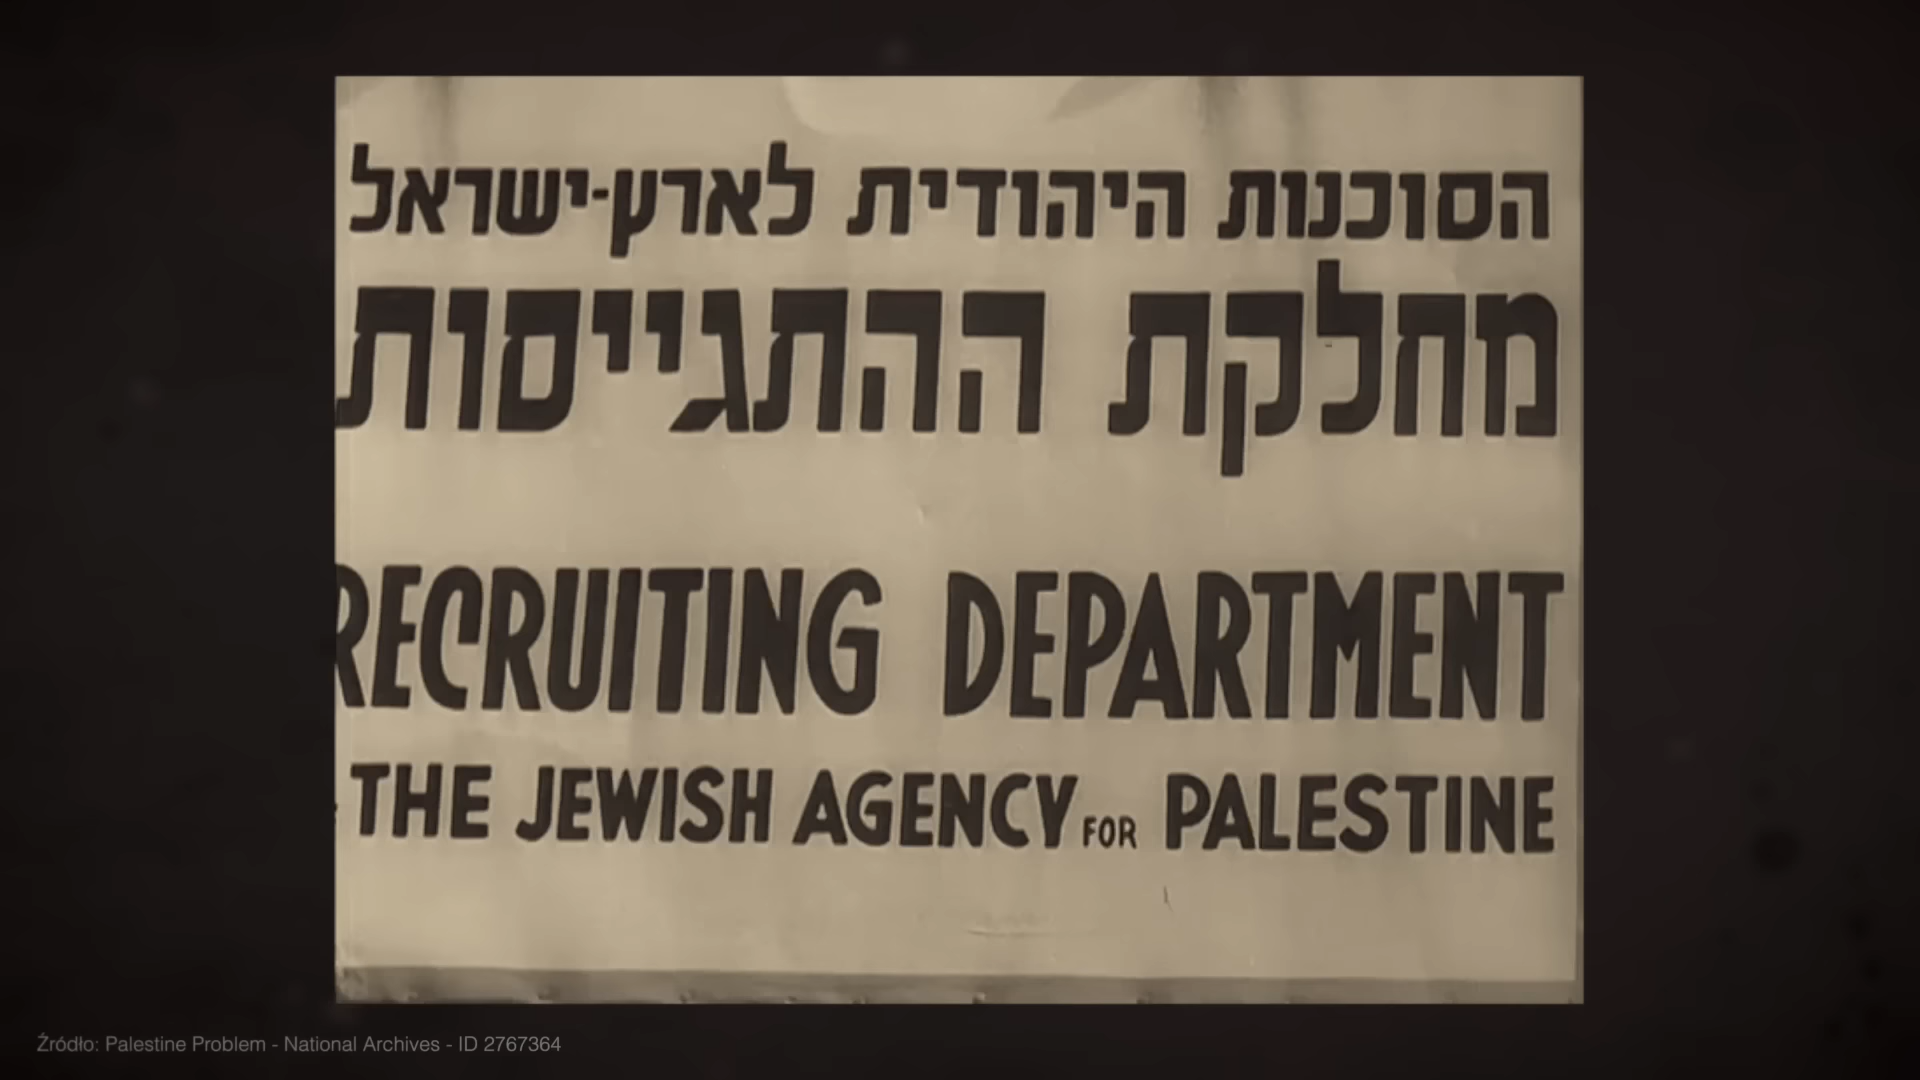 הסוכנות היהודית לארץ-ישראל
מחלקת ההתגייסות
RECRUITING DEPARTMENT
THE JEWISH AGENCY FOR PALESTINE
Źródło: Palestine Problem - National Archives - ID 2767364